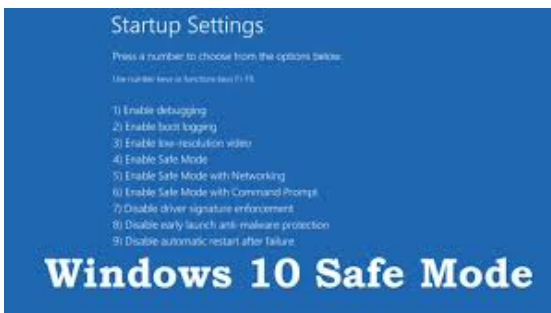 Startup Settings
Press a number to choose from the options below:
Use number keys or functions keys F1-F9.
1) Enable debugging
2) Enable boot logging
3) Enable low-resolution video
4) Enable Safe Mode
5) Enable Safe Mode with Networking
6) Enable Safe Mode with Command Prompt
7) Disable driver signature enforcement
8) Disable early launch anti-malware protection
9) Disable automatic restart after failure
Windows 10 Safe Mode